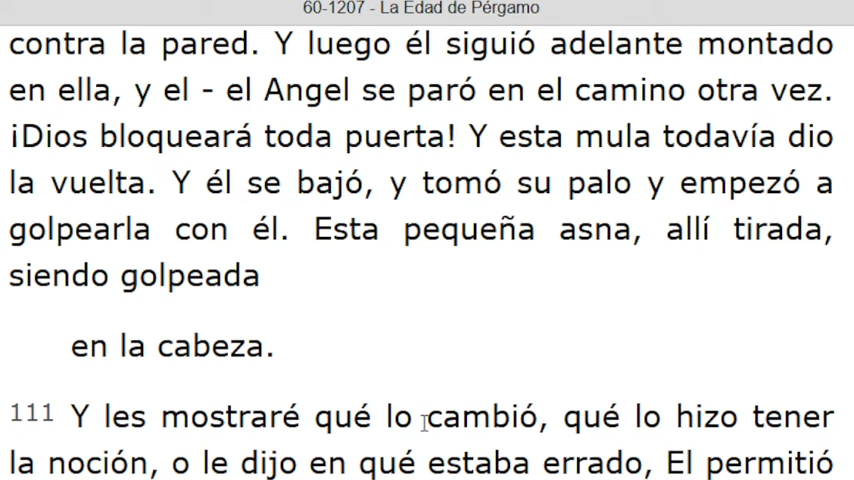 60-1207 - La Edad de Pérgamo
contra la pared. Y luego él siguió adelante montado
en ella, y el - el Angel se paró en el camino otra vez.
¡Dios bloqueará toda puerta! Y esta mula todavía dio
la vuelta. Y él se bajó, y tomó su palo y empezó a
golpearla con él. Esta pequeña asna, allí tirada,
siendo golpeada
en la cabeza.
111 Y les mostraré qué lo cambió, qué lo hizo tener
la noción, o le dijo en qué estaba errado, El permitió